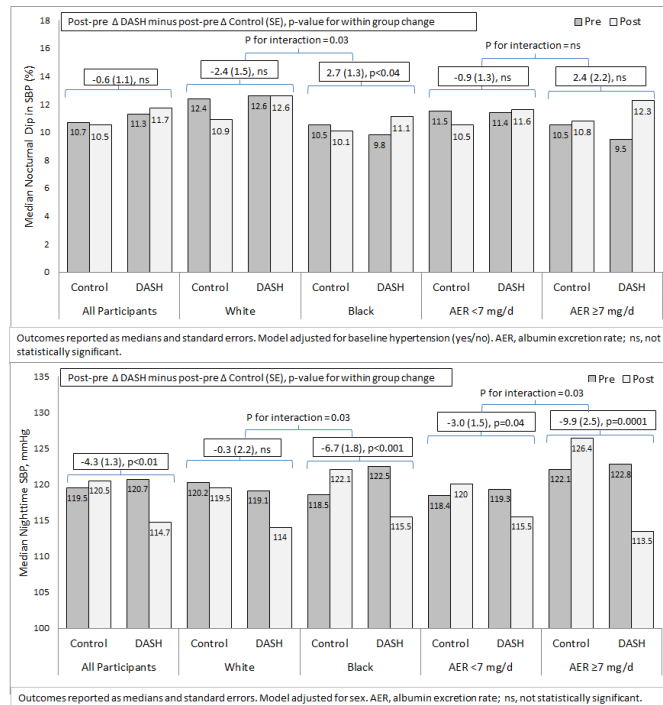 Post-pre Δ DASH minus post-pre Δ Control (SE), p-value for within group change
Pre Post
18
16
14
12
10
8
6
4
2
0
Median Nocturnal Dip in SBP (%)
P for interaction = 0.03
P for interaction = ns
-0.6 (1.1), ns
-2.4 (1.5), ns
2.7 (1.3), p<0.04
-0.9 (1.3), ns
2.4 (2.2), ns
10.7 10.5 11.3 11.7 12.4 10.9 12.6 12.6 10.5 10.1 9.8 11.1 11.5 10.5 11.4 11.6 10.5 10.8 9.5 12.3
Control DASH Control DASH Control DASH Control DASH Control DASH
All Participants White Black AER <7 mg/d AER ≥7 mg/d
Outcomes reported as medians and standard errors. Model adjusted for baseline hypertension (yes/no). AER, albumin excretion rate; ns, not
statistically significant.
Post-pre Δ DASH minus post-pre Δ Control (SE), p-value for within group change
Pre Post
135
130
125
120
115
110
105
100
Median Nighttime SBP, mmHg
P for interaction = 0.03
P for interaction = 0.03
-4.3 (1.3), p<0.01
-0.3 (2.2), ns
-6.7 (1.8), p<0.001
-3.0 (1.5), p=0.04
-9.9 (2.5), p=0.0001
119.5 120.5 120.7 114.7 120.2 119.5 119.1 114 118.5 122.1 122.5 115.5 118.4 120 119.3 115.5 122.1 126.4 122.8 113.5
Control DASH Control DASH Control DASH Control DASH Control DASH
All Participants White Black AER <7 mg/d AER ≥7 mg/d
Outcomes reported as medians and standard errors. Model adjusted for sex. AER, albumin excretion rate; ns, not statistically significant.